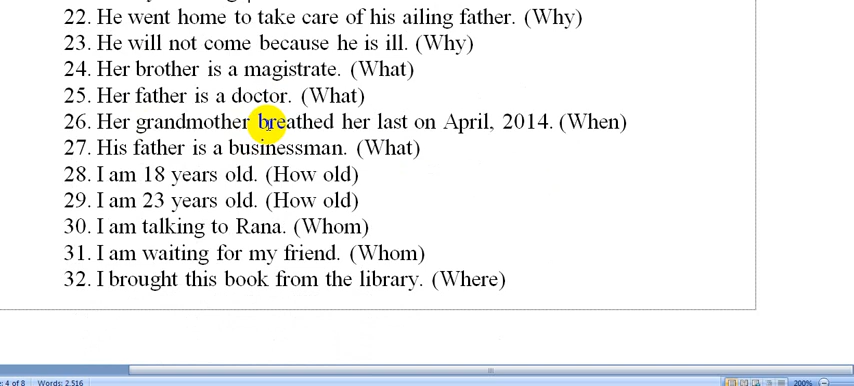 22. He went home to take care of his ailing father. (Why)
23. He will not come because he is ill. (Why)
24. Her brother is a magistrate. (What)
25. Her father is a doctor. (What)
26. Her grandmother breathed her last on April, 2014. (When)
27. His father is a businessman. (What)
28. I am 18 years old. (How old)
29. I am 23 years old. (How old)
30. I am talking to Rana. (Whom)
31. I am waiting for my friend. (Whom)
32. I brought this book from the library. (Where)
4 of 8 Words: 2,516 200%